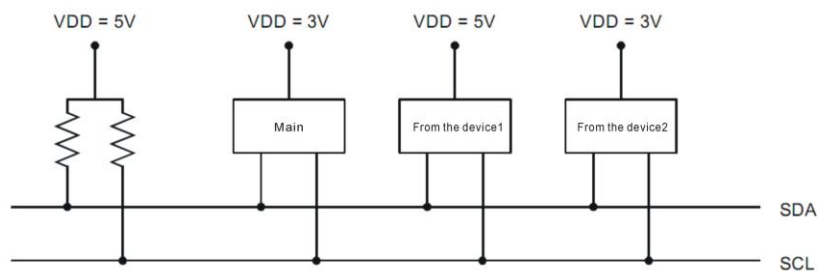 VDD = 5V VDD = 3V VDD = 5V VDD = 3V
Main From the device1 From the device2
SDA
SCL